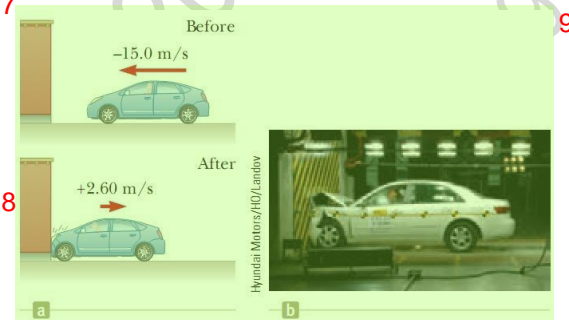 7
9
Before
–15.0 m/s
After
+2.60 m/s
8
Hyundai Motors/HO/Landov
a
b